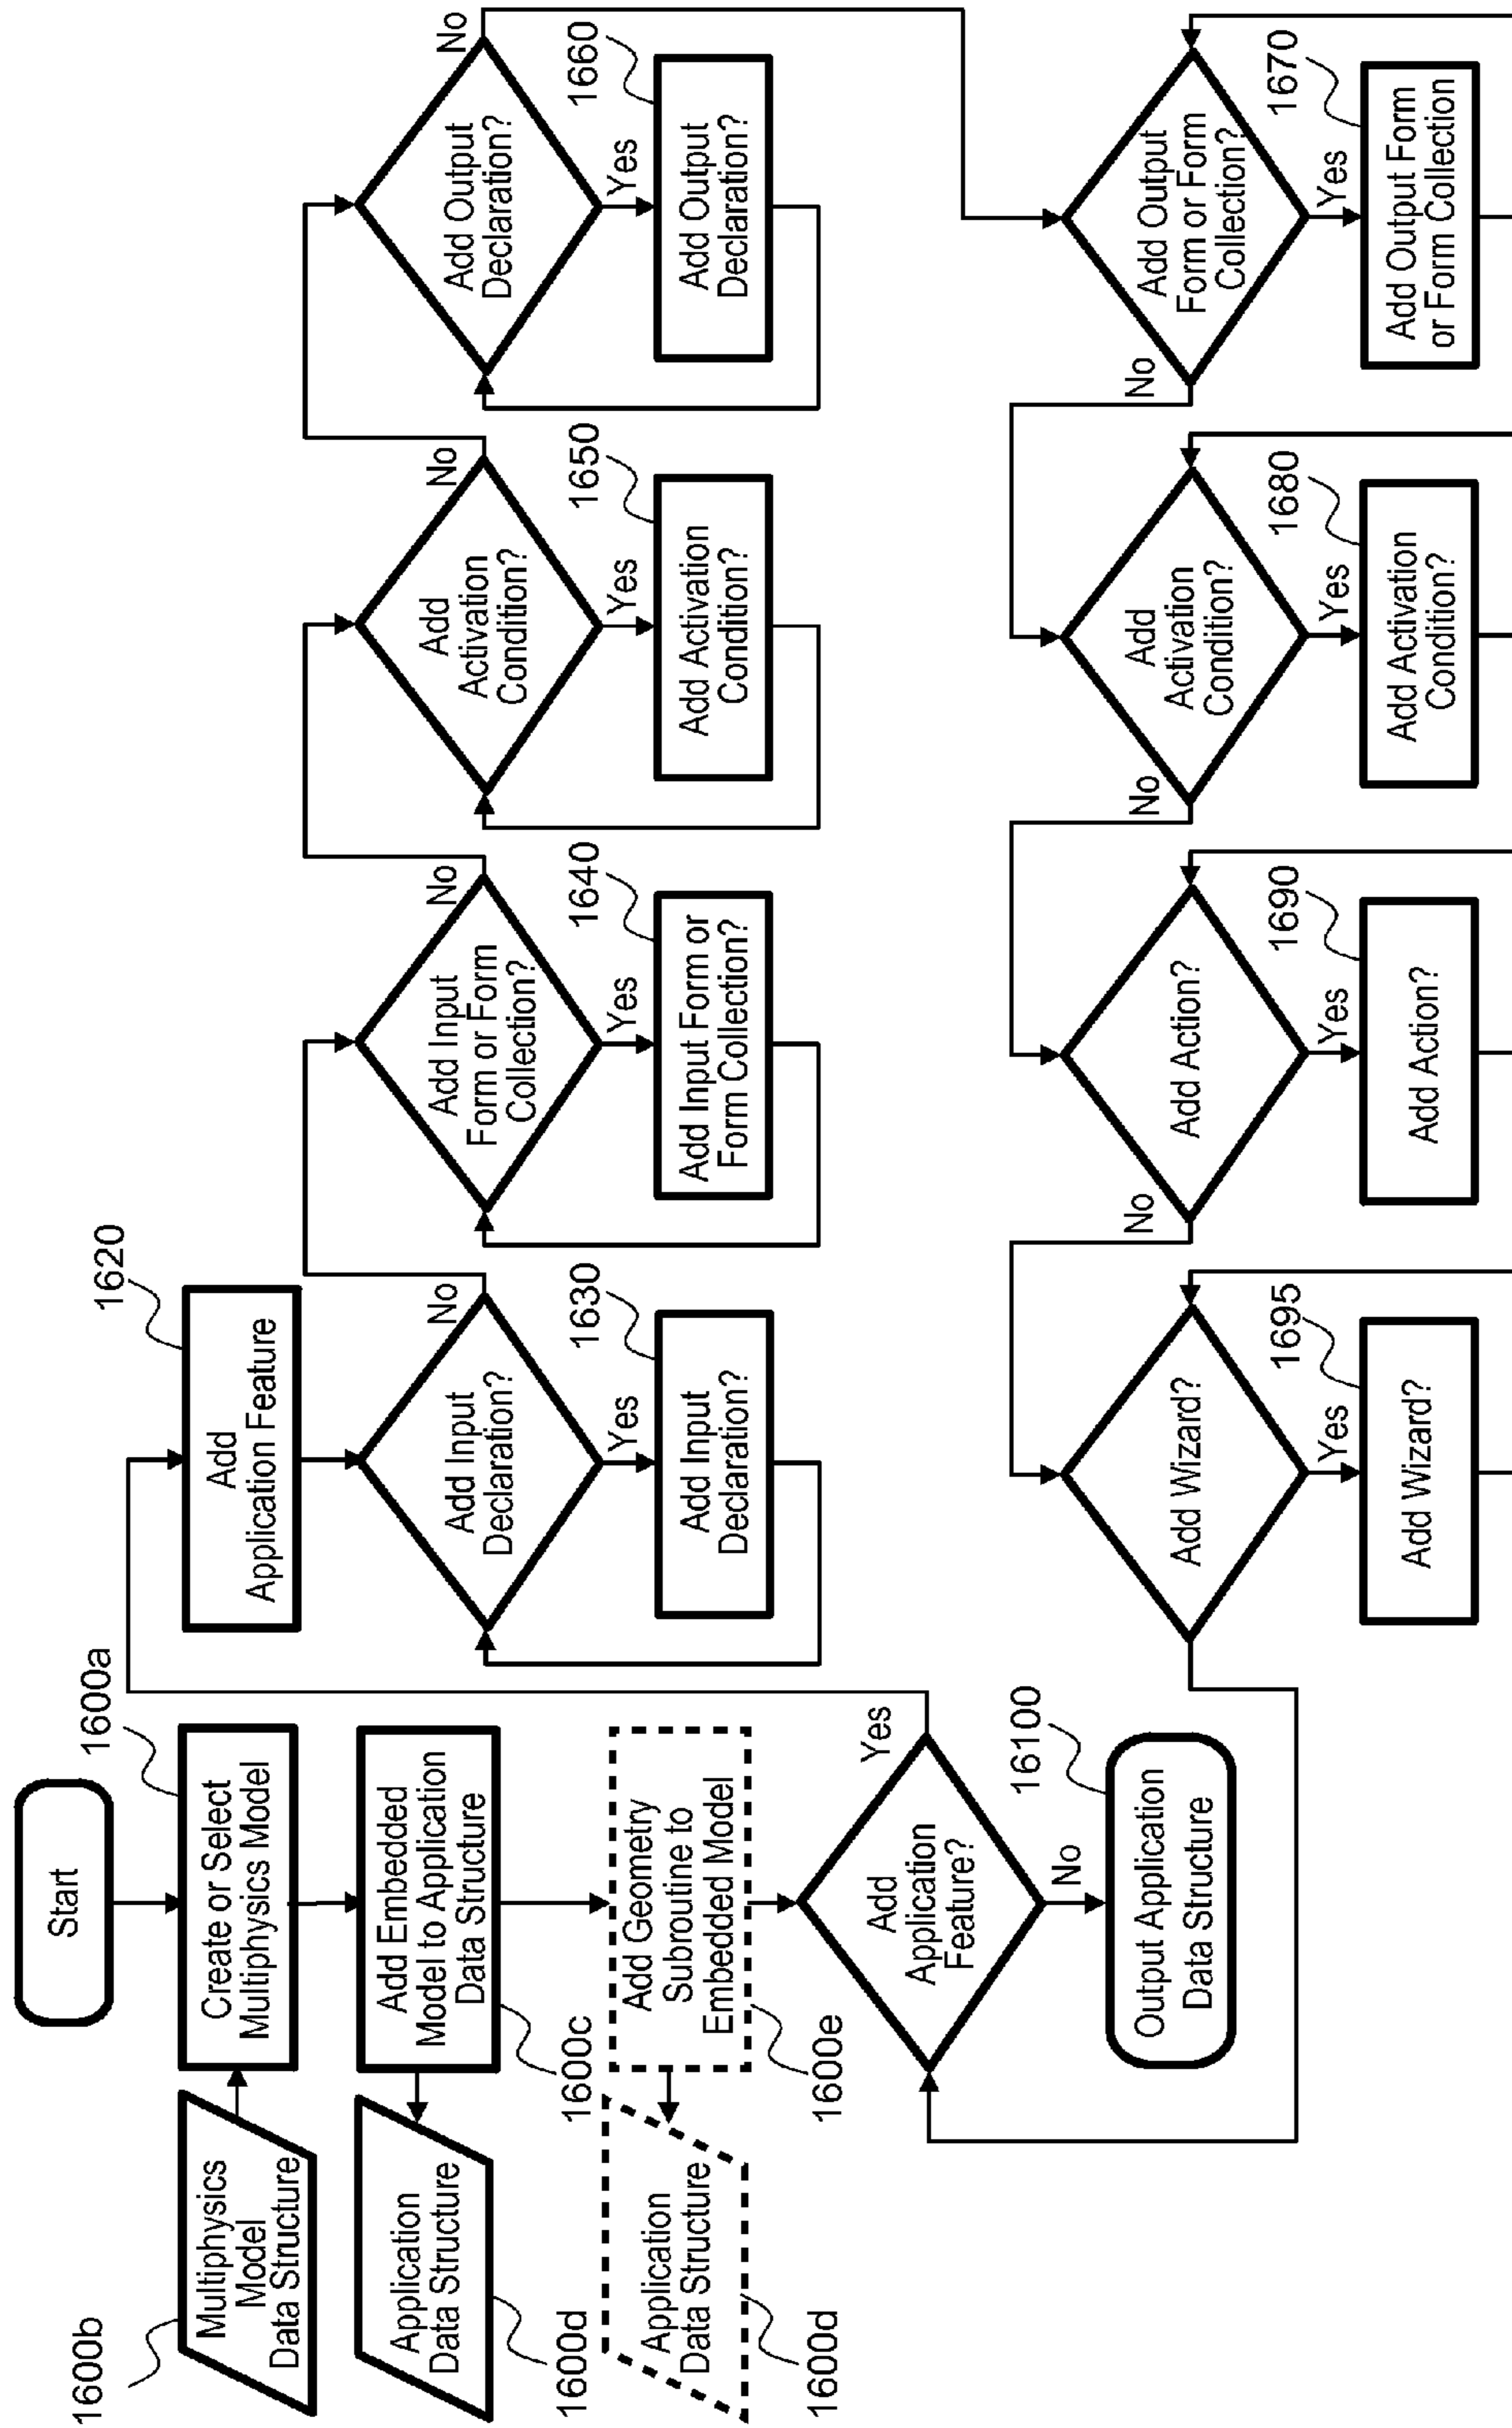 Start
1600a
Create or Select
Multiphysics Model
1600b
Multiphysics
Model
Data Structure
Add Embedded
Model to Application
Data Structure
1600c
Application
Data Structure
1600d
Add Geometry
Subroutine to
Embedded Model
1600e
Application
Data Structure
1600d
Add
Application
Feature?
Yes
No
16100
Output Application
Data Structure
1620
Add
Application Feature
Add Input
Declaration?
No
Yes
1630
Add Input
Declaration?
Add Input
Form or Form
Collection?
No
Yes
1640
Add Input Form or
Form Collection?
Add
Activation
Condition?
No
Yes
1650
Add Activation
Condition?
Add Output
Declaration?
No
Yes
1660
Add Output
Declaration?
Add Output
Form or Form
Collection?
No
Yes
1670
Add Output Form
or Form Collection
Add
Activation
Condition?
No
Yes
1680
Add Activation
Condition?
Add Action?
No
Yes
1690
Add Action?
Add Wizard?
Yes
1695
Add Wizard?